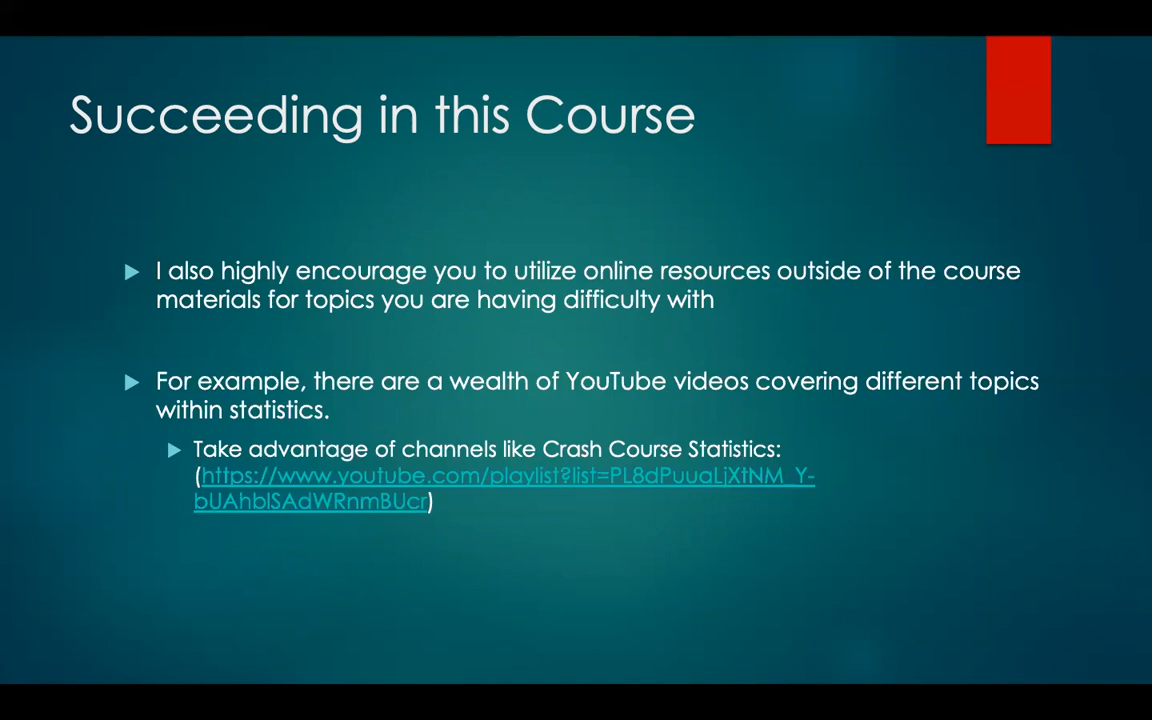 Succeeding in this Course
I also highly encourage you to utilize online resources outside of the course
materials for topics you are having difficulty with
For example, there are a wealth of YouTube videos covering different topics
within statistics.
Take advantage of channels like Crash Course Statistics:
(https://www.youtube.com/playlist?list=PL8dPuuaLjXtNM_Y-
bUAhblSAdWRnmBUcr)